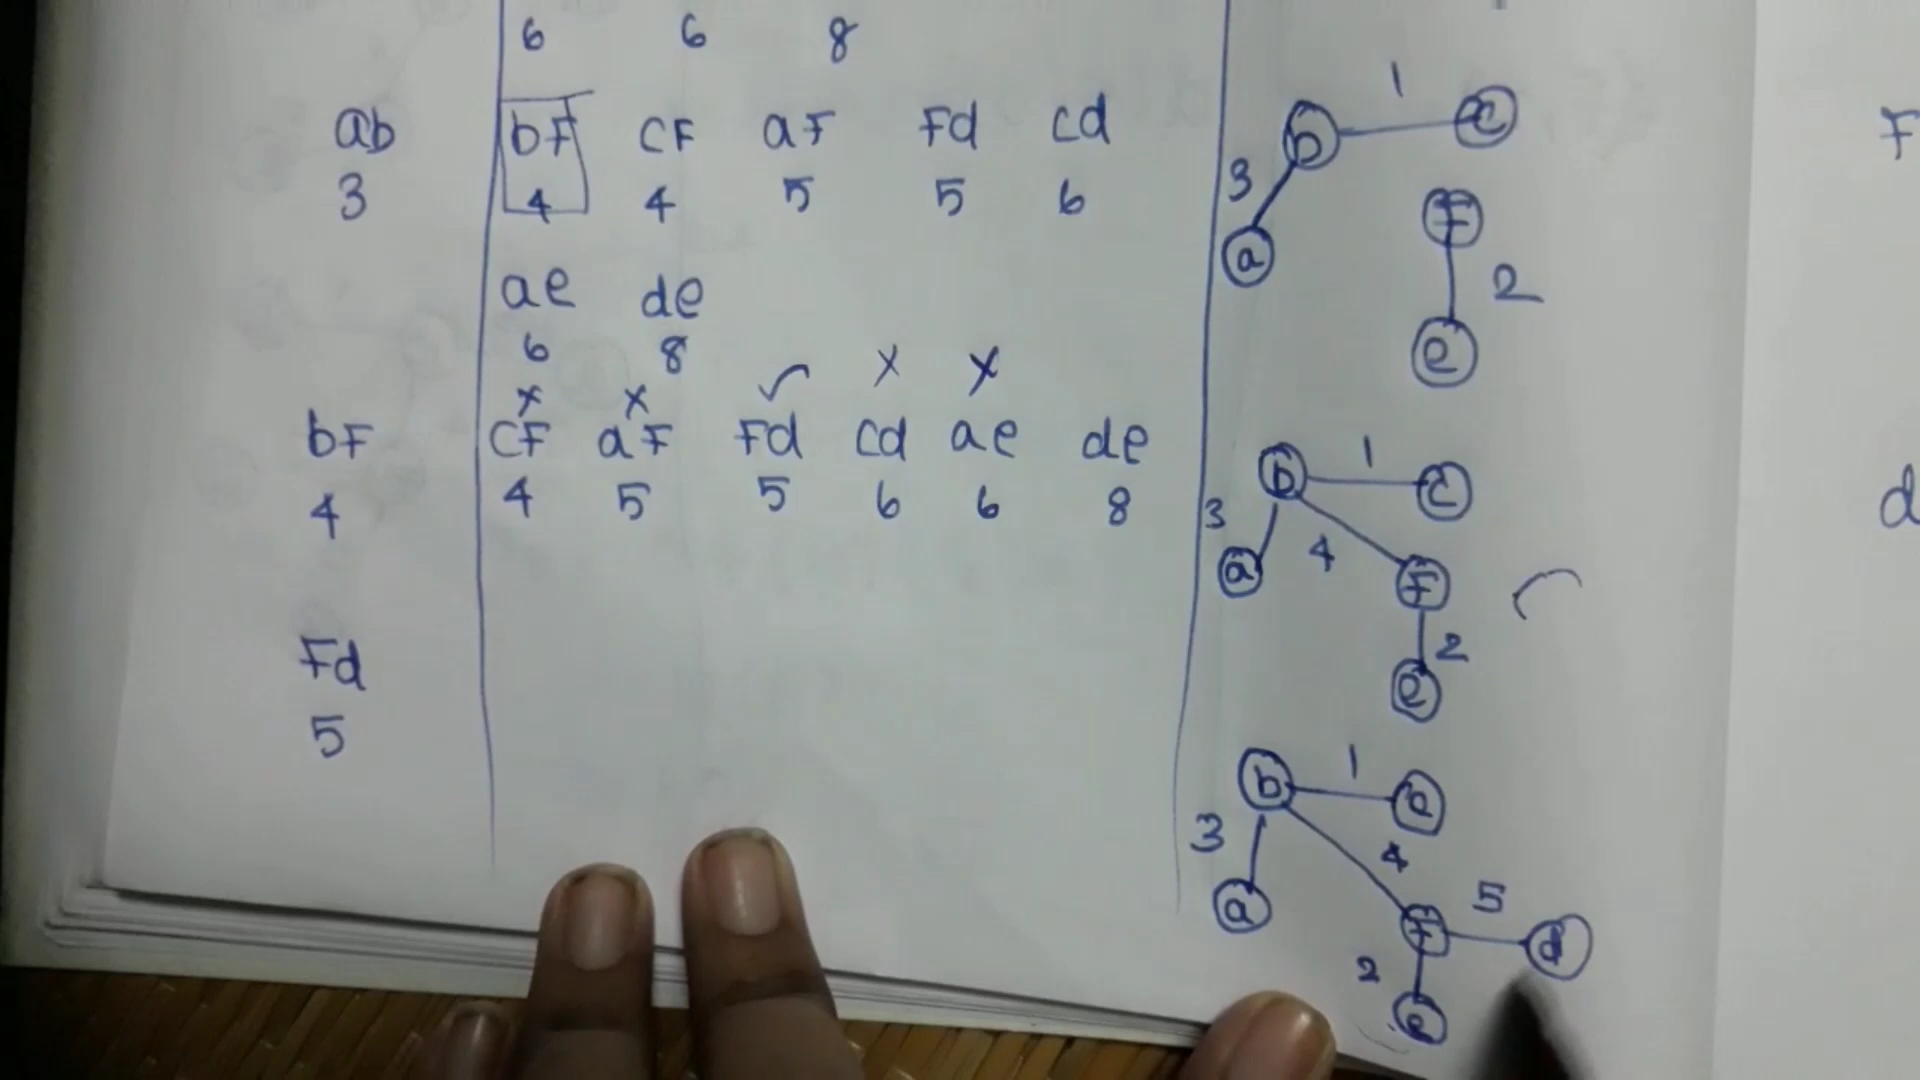 6 6 8
ab bF CF aF Fd cd
3 4 4 5 5 6
ae de
6 8
x x ✓ x x
bF CF aF Fd cd ae de
4 4 5 5 6 6 8
Fd
5
b 1 c
3
a
F
2
e
b 1 c
3 4
a F
2
e
b 1
3 4
a
5
F d
2
e
F
d